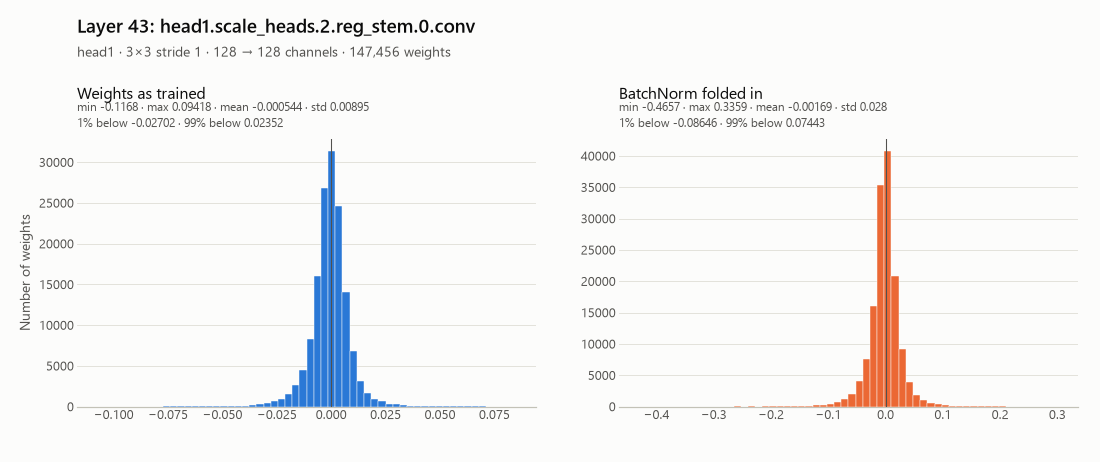 Layer 43: head1.scale_heads.2.reg_stem.0.conv
head1 · 3×3 stride 1 · 128 → 128 channels · 147,456 weights
Weights as trained
min -0.1168 · max 0.09418 · mean -0.000544 · std 0.00895
1% below -0.02702 · 99% below 0.02352
Number of weights
30000
25000
20000
15000
10000
5000
0
−0.100 −0.075 −0.050 −0.025 0.000 0.025 0.050 0.075
BatchNorm folded in
min -0.4657 · max 0.3359 · mean -0.00169 · std 0.028
1% below -0.08646 · 99% below 0.07443
40000
35000
30000
25000
20000
15000
10000
5000
0
−0.4 −0.3 −0.2 −0.1 0.0 0.1 0.2 0.3